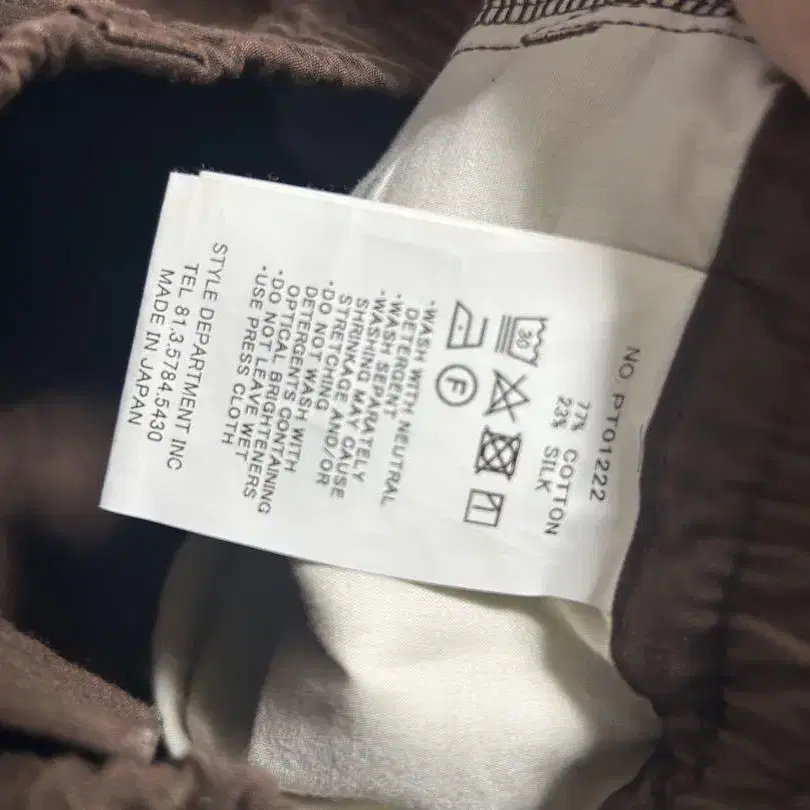 NO. PT01222
77% COTTON
23% SILK
30
F
·WASH WITH NEUTRAL
DETERGENT
·WASH SEPARATELY
·WASHING MAY CAUSE
SHRINKAGE AND/OR
STRETCHING
·DO NOT WASH WITH
DETERGENTS CONTAINING
OPTICAL BRIGHTENERS
·DO NOT LEAVE WET
·USE PRESS CLOTH
STYLE DEPARTMENT INC
TEL 81.3.5784.5430
MADE IN JAPAN